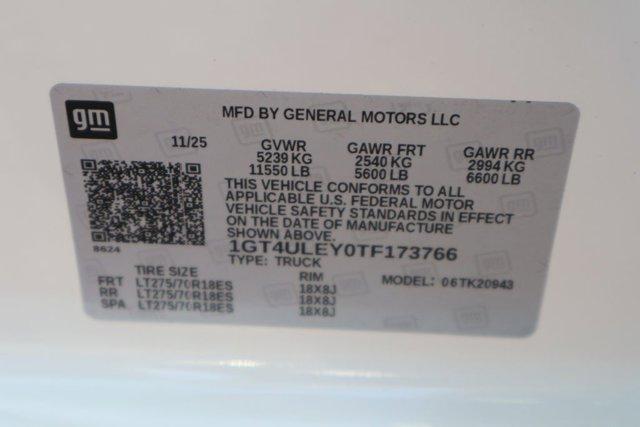 gm
MFD BY GENERAL MOTORS LLC
11/25
GVWR GAWR FRT GAWR RR
5239 KG 2540 KG 2994 KG
11550 LB 5600 LB 6600 LB
THIS VEHICLE CONFORMS TO ALL
APPLICABLE U.S. FEDERAL MOTOR
VEHICLE SAFETY STANDARDS IN EFFECT
ON THE DATE OF MANUFACTURE
SHOWN ABOVE.
8624
1GT4ULEY0TF173766
TYPE: TRUCK
TIRE SIZE RIM MODEL: 06TK20943
FRT LT275/70R18ES 18X8J
RR LT275/70R18ES 18X8J
SPA LT275/70R18ES 18X8J